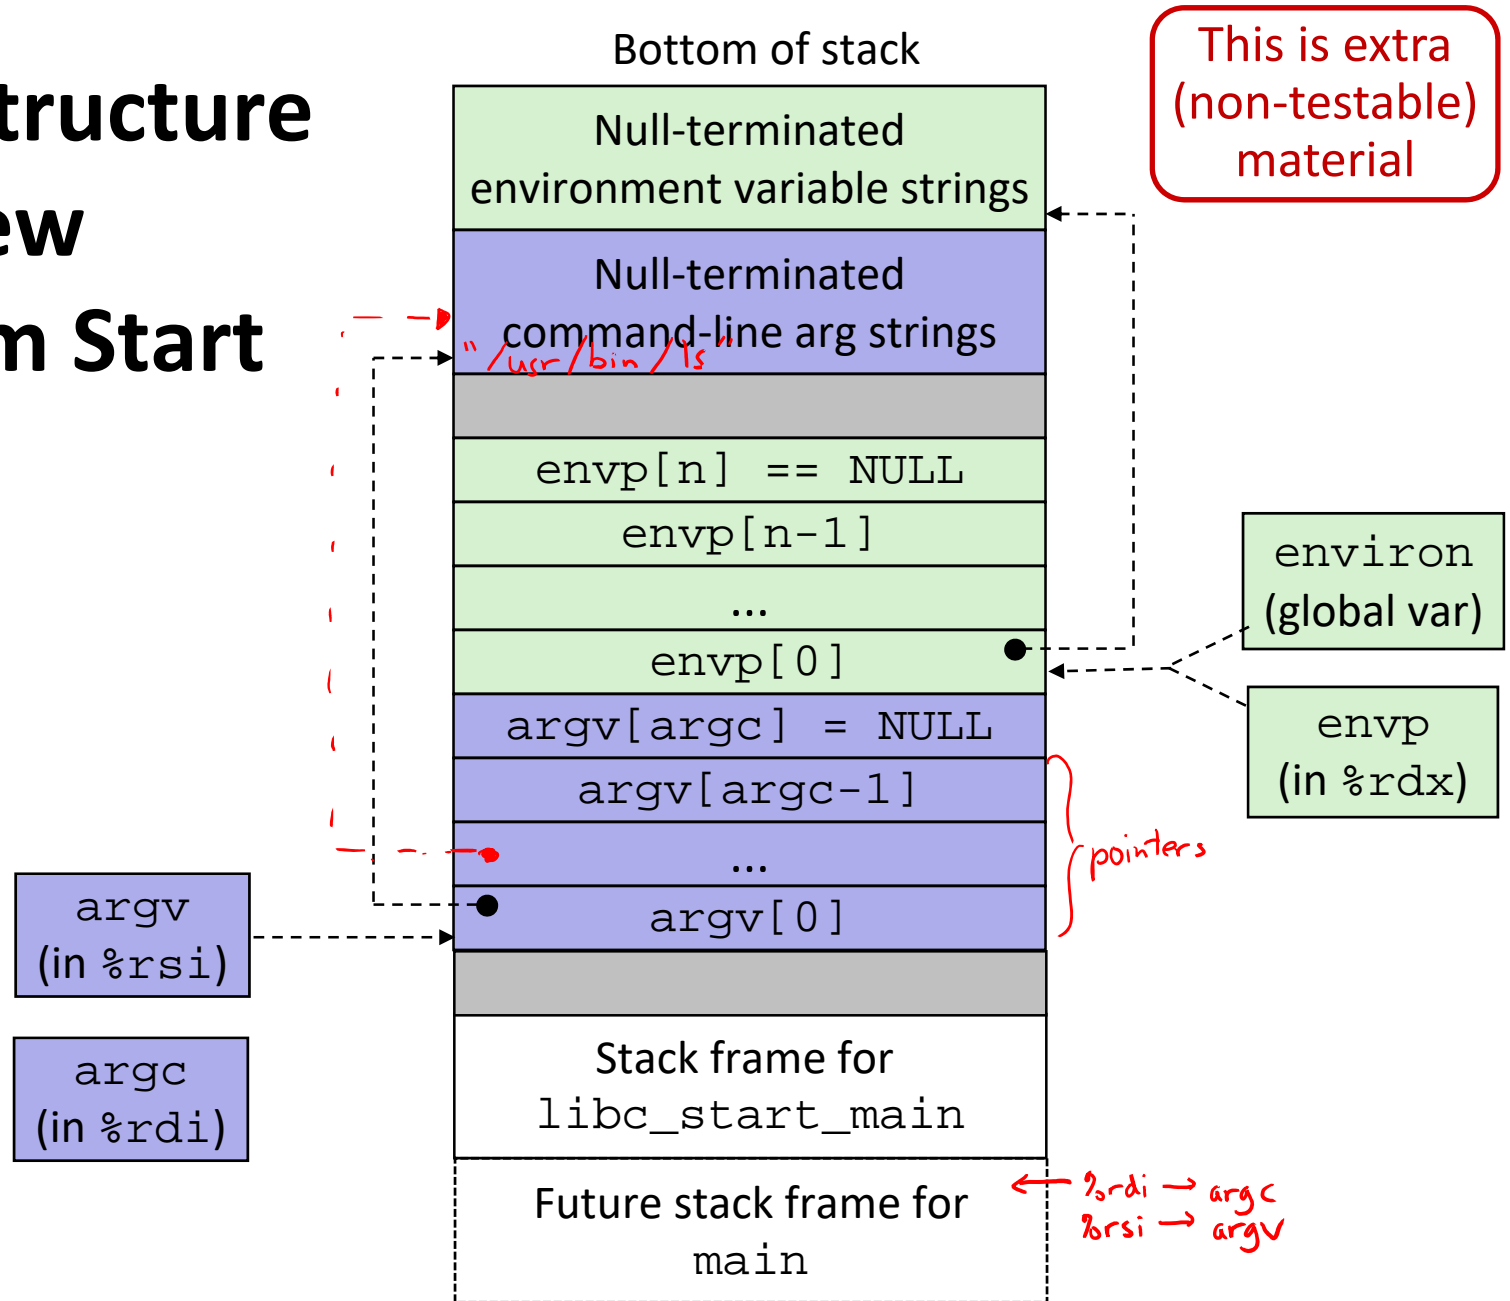 Bottom of stack
This is extra
(non-testable)
material
tructure
ew
m Start
Null-terminated
environment variable strings
Null-terminated
command-line arg strings
"/usr/bin/ls"
envp[n] == NULL
envp[n-1]
...
envp[0]
environ
(global var)
argv[argc] = NULL
envp
(in %rdx)
argv[argc-1]
...
pointers
argv[0]
argv
(in %rsi)
argc
(in %rdi)
Stack frame for
libc_start_main
Future stack frame for
main
%rdi → argc
%rsi → argv